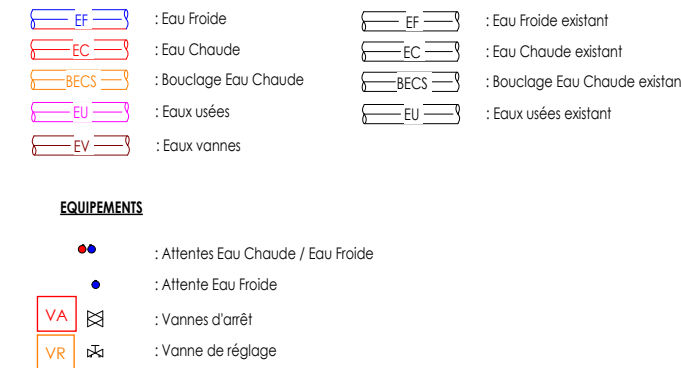 EF : Eau Froide
EC : Eau Chaude
BECS : Bouclage Eau Chaude
EU : Eaux usées
EV : Eaux vannes
EF : Eau Froide existant
EC : Eau Chaude existant
BECS : Bouclage Eau Chaude existan
EU : Eaux usées existant
EQUIPEMENTS
: Attentes Eau Chaude / Eau Froide
: Attente Eau Froide
VA : Vannes d'arrêt
VR : Vanne de réglage